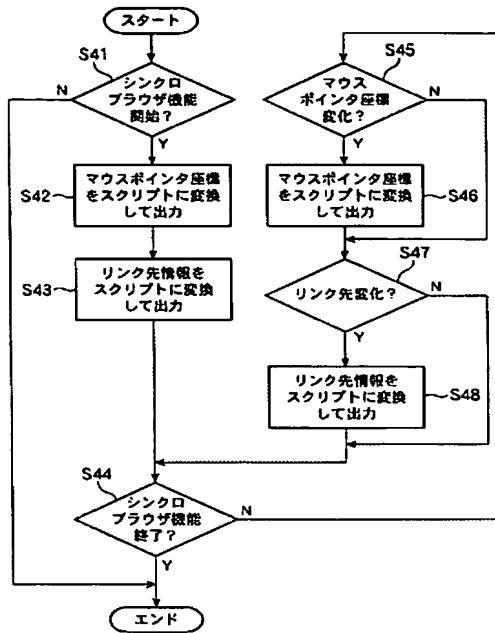 スタート
S41
シンクロ
ブラウザ機能
開始？
N
Y
S42
マウスポインタ座標
をスクリプトに変換
して出力
S43
リンク先情報を
スクリプトに変換
して出力
S44
シンクロ
ブラウザ機能
終了？
N
Y
エンド
S45
マウス
ポインタ座標
変化？
N
Y
マウスポインタ座標
をスクリプトに変換
して出力
S46
S47
リンク先変化？
N
Y
リンク先情報を
スクリプトに変換
して出力
S48